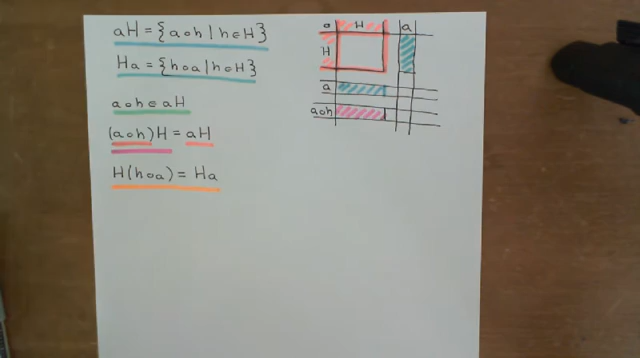 aH = {a∘h | h∈H}
Ha = {h∘a | h∈H}
a∘h ∈ aH
(a∘h)H = aH
H(h∘a) = Ha
∘ H a
H
a
a∘h